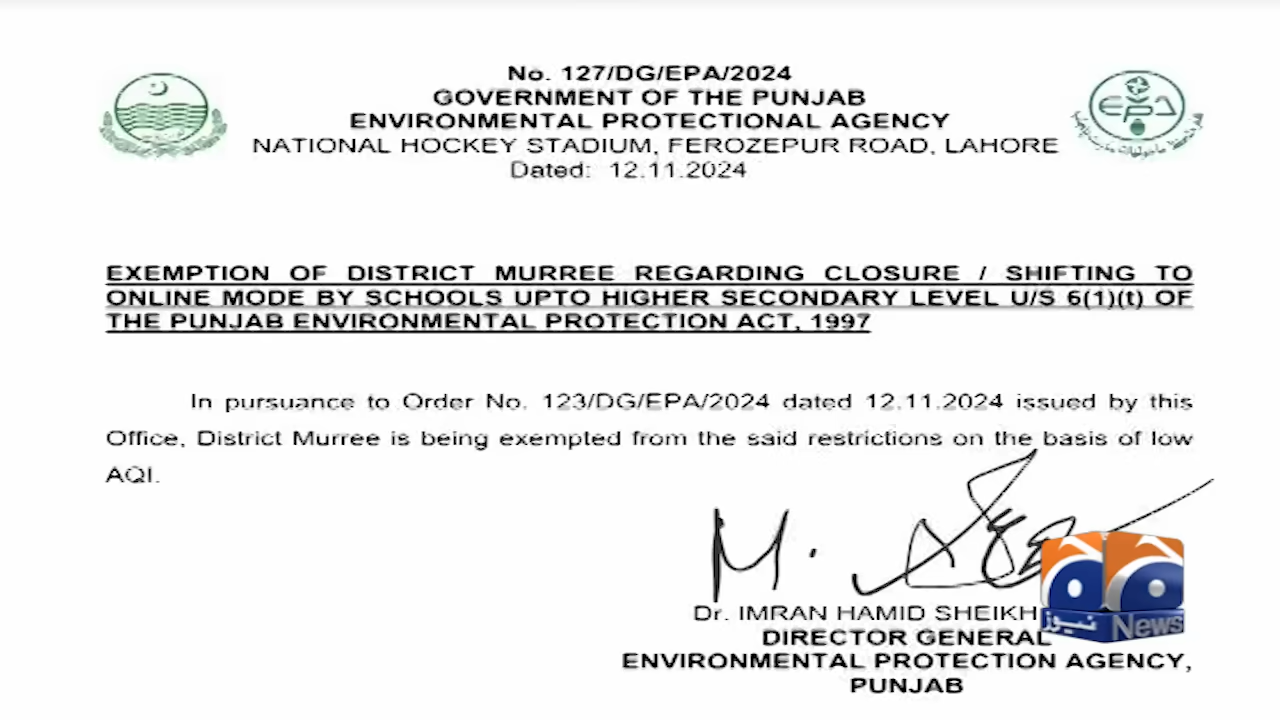 No. 127/DG/EPA/2024
GOVERNMENT OF THE PUNJAB
ENVIRONMENTAL PROTECTIONAL AGENCY
NATIONAL HOCKEY STADIUM, FEROZEPUR ROAD, LAHORE
Dated: 12.11.2024
EPA
EXEMPTION OF DISTRICT MURREE REGARDING CLOSURE / SHIFTING TO
ONLINE MODE BY SCHOOLS UPTO HIGHER SECONDARY LEVEL U/S 6(1)(t) OF
THE PUNJAB ENVIRONMENTAL PROTECTION ACT, 1997
In pursuance to Order No. 123/DG/EPA/2024 dated 12.11.2024 issued by this
Office, District Murree is being exempted from the said restrictions on the basis of low
AQI.
Dr. IMRAN HAMID SHEIKH
DIRECTOR GENERAL
ENVIRONMENTAL PROTECTION AGENCY,
PUNJAB
نیوز News